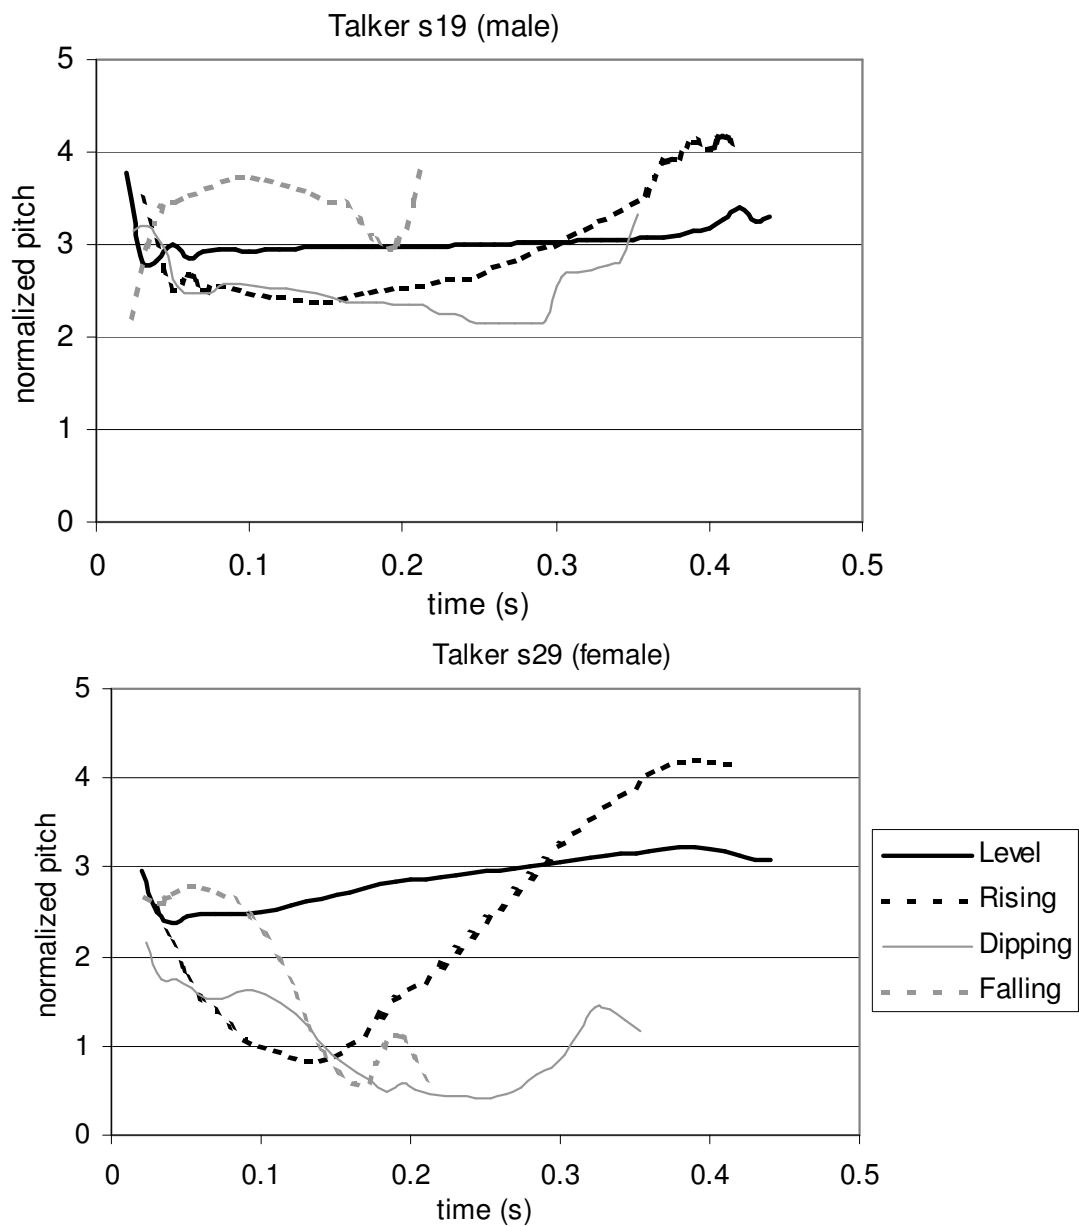 Talker s19 (male)
5
4
3
2
1
0
normalized pitch
0 0.1 0.2 0.3 0.4 0.5
time (s)
Talker s29 (female)
5
4
3
2
1
0
normalized pitch
0 0.1 0.2 0.3 0.4 0.5
time (s)
Level
Rising
Dipping
Falling